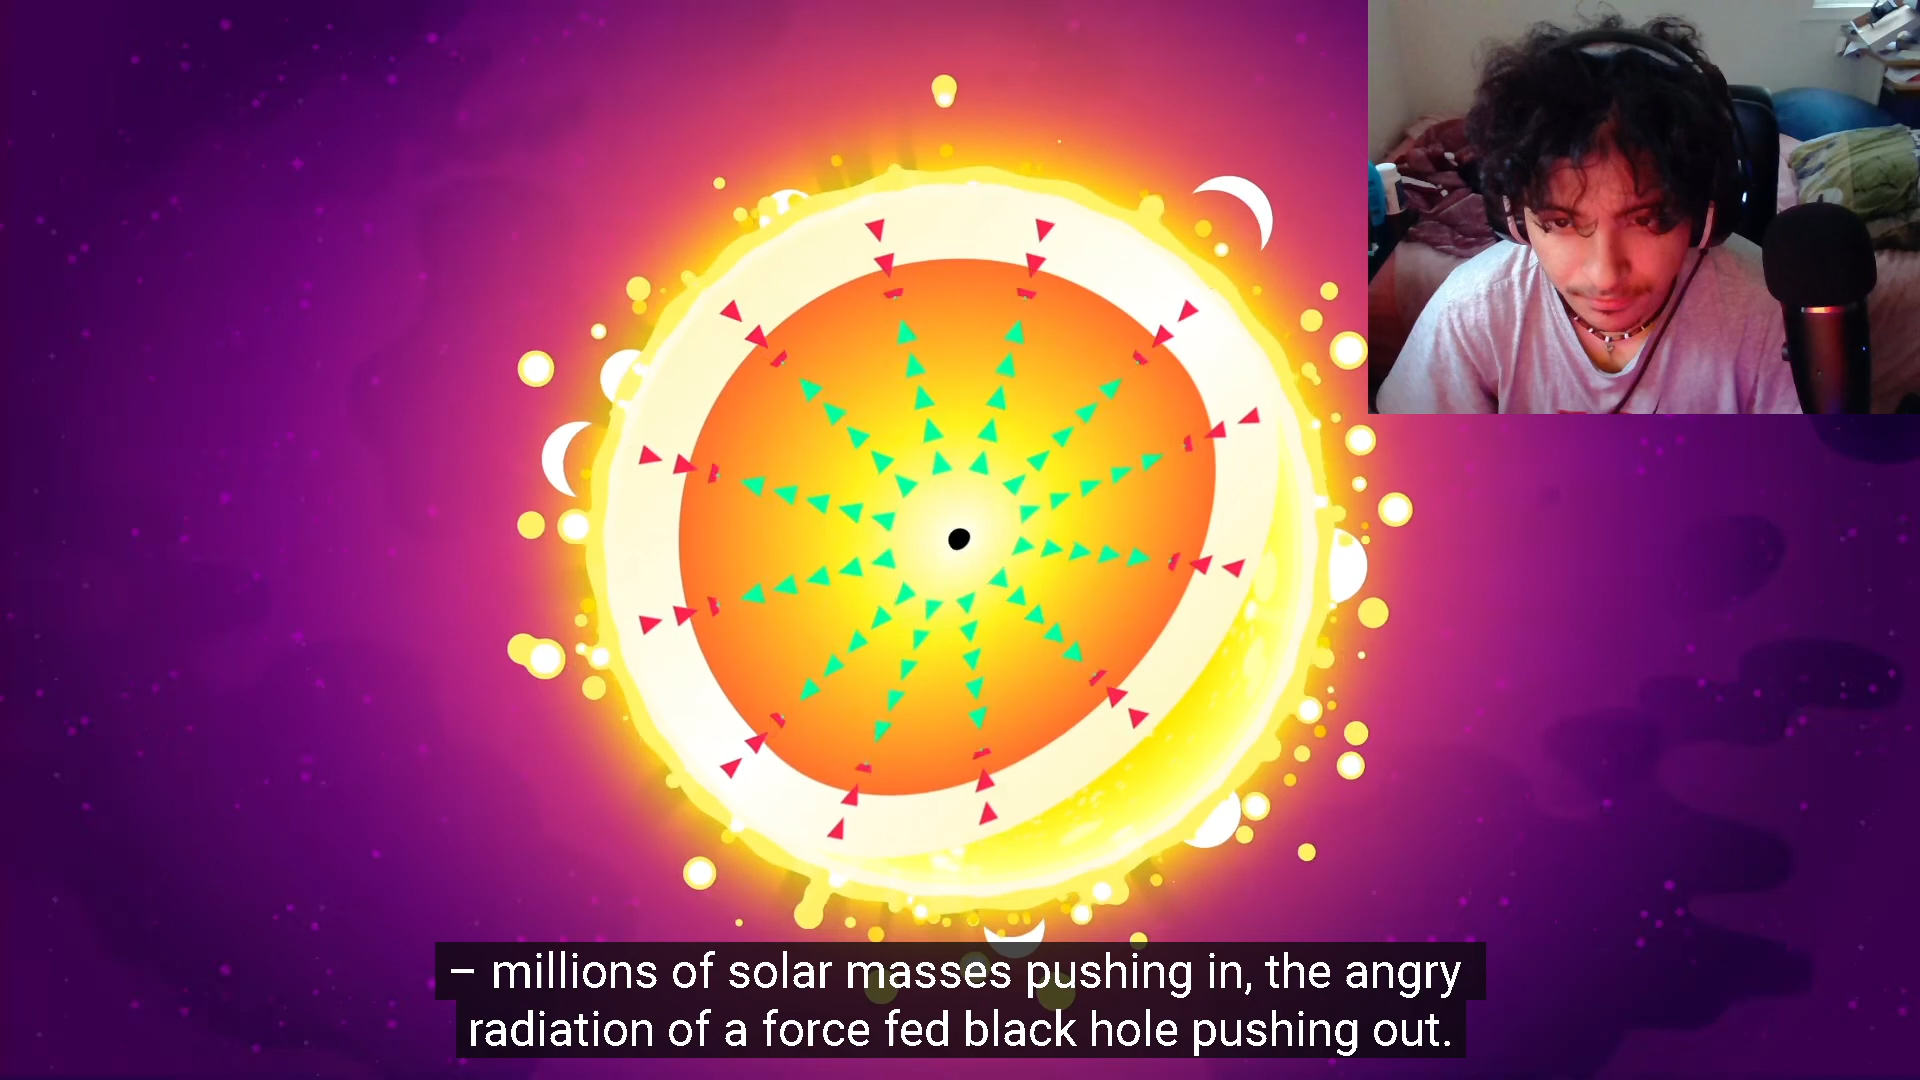 – millions of solar masses pushing in, the angry
radiation of a force fed black hole pushing out.